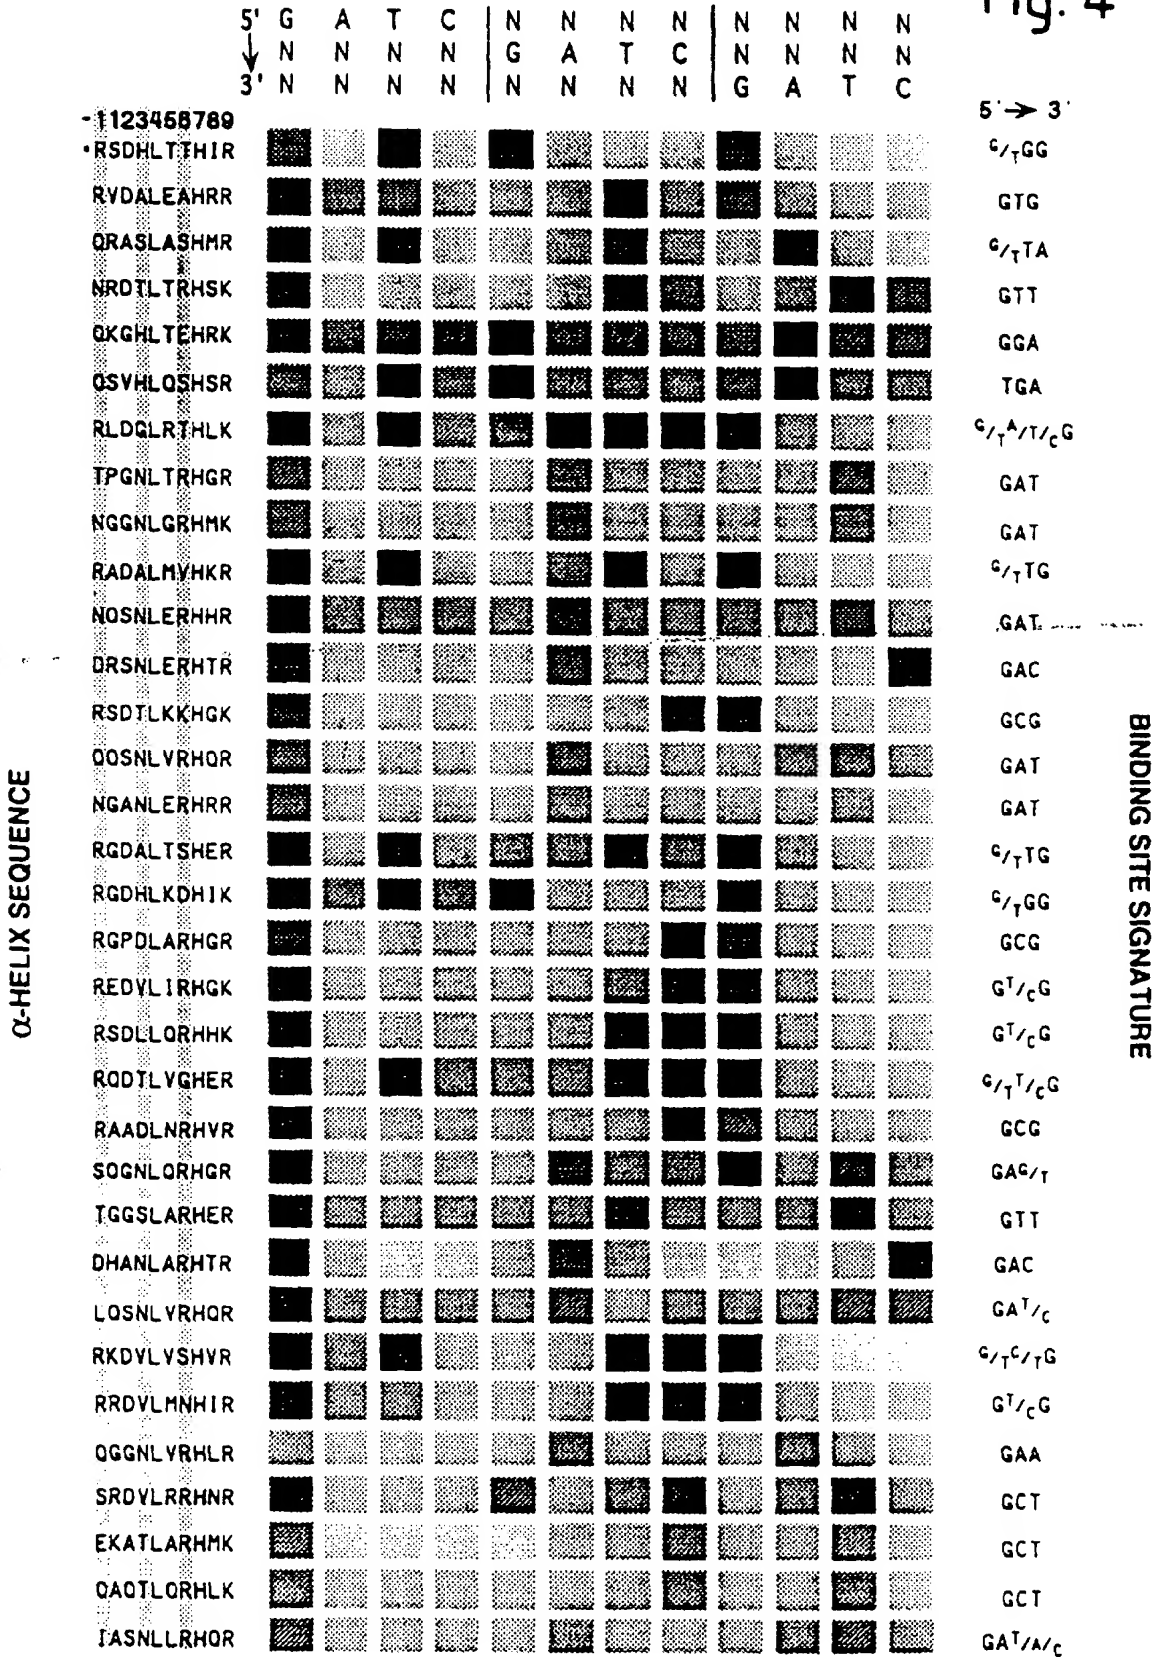 Fig. 4
5' G A T C N N N N N N N N
N N N N G A T C N N N N
3' N N N N N N N N G A T C
-1123456789
5' → 3'
RSDHLTTHIR G/TGG
RVDALEAHRR GTG
QRASLASHMR G/TTA
NRDTLTRHSK GTT
QKGHLTEHRK GGA
QSVHLQSHSR TGA
RLDGLRTHLK G/TA/T/CG
TPGNLTRHGR GAT
NGGNLGRHMK GAT
RADALMVHKR G/TTG
NQSNLERHHR GAT
DRSNLERHTR GAC
RSDTLKKHGK GCG
QQSNLVRHQR GAT
NGANLERHRR GAT
RGDALTSHER G/TTG
RGDHLKDHIK G/TGG
RGPDLARHGR GCG
REDVLIRHGK GT/CG
RSDLLQRHHK GT/CG
RQDTLVGHER G/TT/CG
RAADLNRHVR GCG
SQGNLQRHGR GAG/T
TGGSLARHER GTT
DHANLARHTR GAC
LQSNLVRHQR GAT/C
RKDVLVSHVR G/TC/TG
RRDVLMNHIR GT/CG
QGGNLVRHLR GAA
SRDVLRRHNR GCT
EKATLARHMK GCT
QAQTLQRHLK GCT
IASNLLRHQR GAT/A/C
α-HELIX SEQUENCE
BINDING SITE SIGNATURE